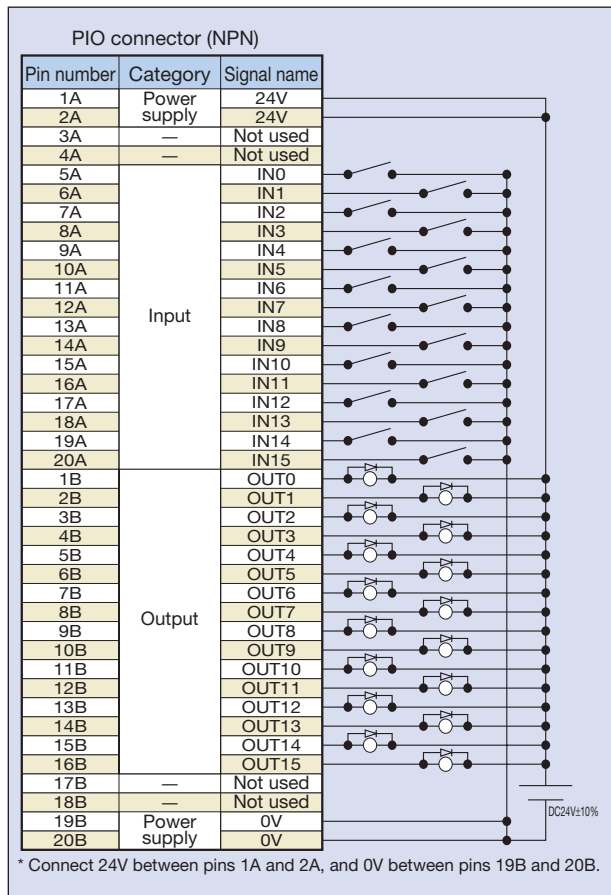 PIO connector (NPN)
Pin number Category Signal name
1A Power supply 24V
2A 24V
3A — Not used
4A — Not used
5A Input IN0
6A IN1
7A IN2
8A IN3
9A IN4
10A IN5
11A IN6
12A IN7
13A IN8
14A IN9
15A IN10
16A IN11
17A IN12
18A IN13
19A IN14
20A IN15
1B Output OUT0
2B OUT1
3B OUT2
4B OUT3
5B OUT4
6B OUT5
7B OUT6
8B OUT7
9B OUT8
10B OUT9
11B OUT10
12B OUT11
13B OUT12
14B OUT13
15B OUT14
16B OUT15
17B — Not used
18B — Not used
19B Power supply 0V
20B 0V
DC24V±10%
* Connect 24V between pins 1A and 2A, and 0V between pins 19B and 20B.